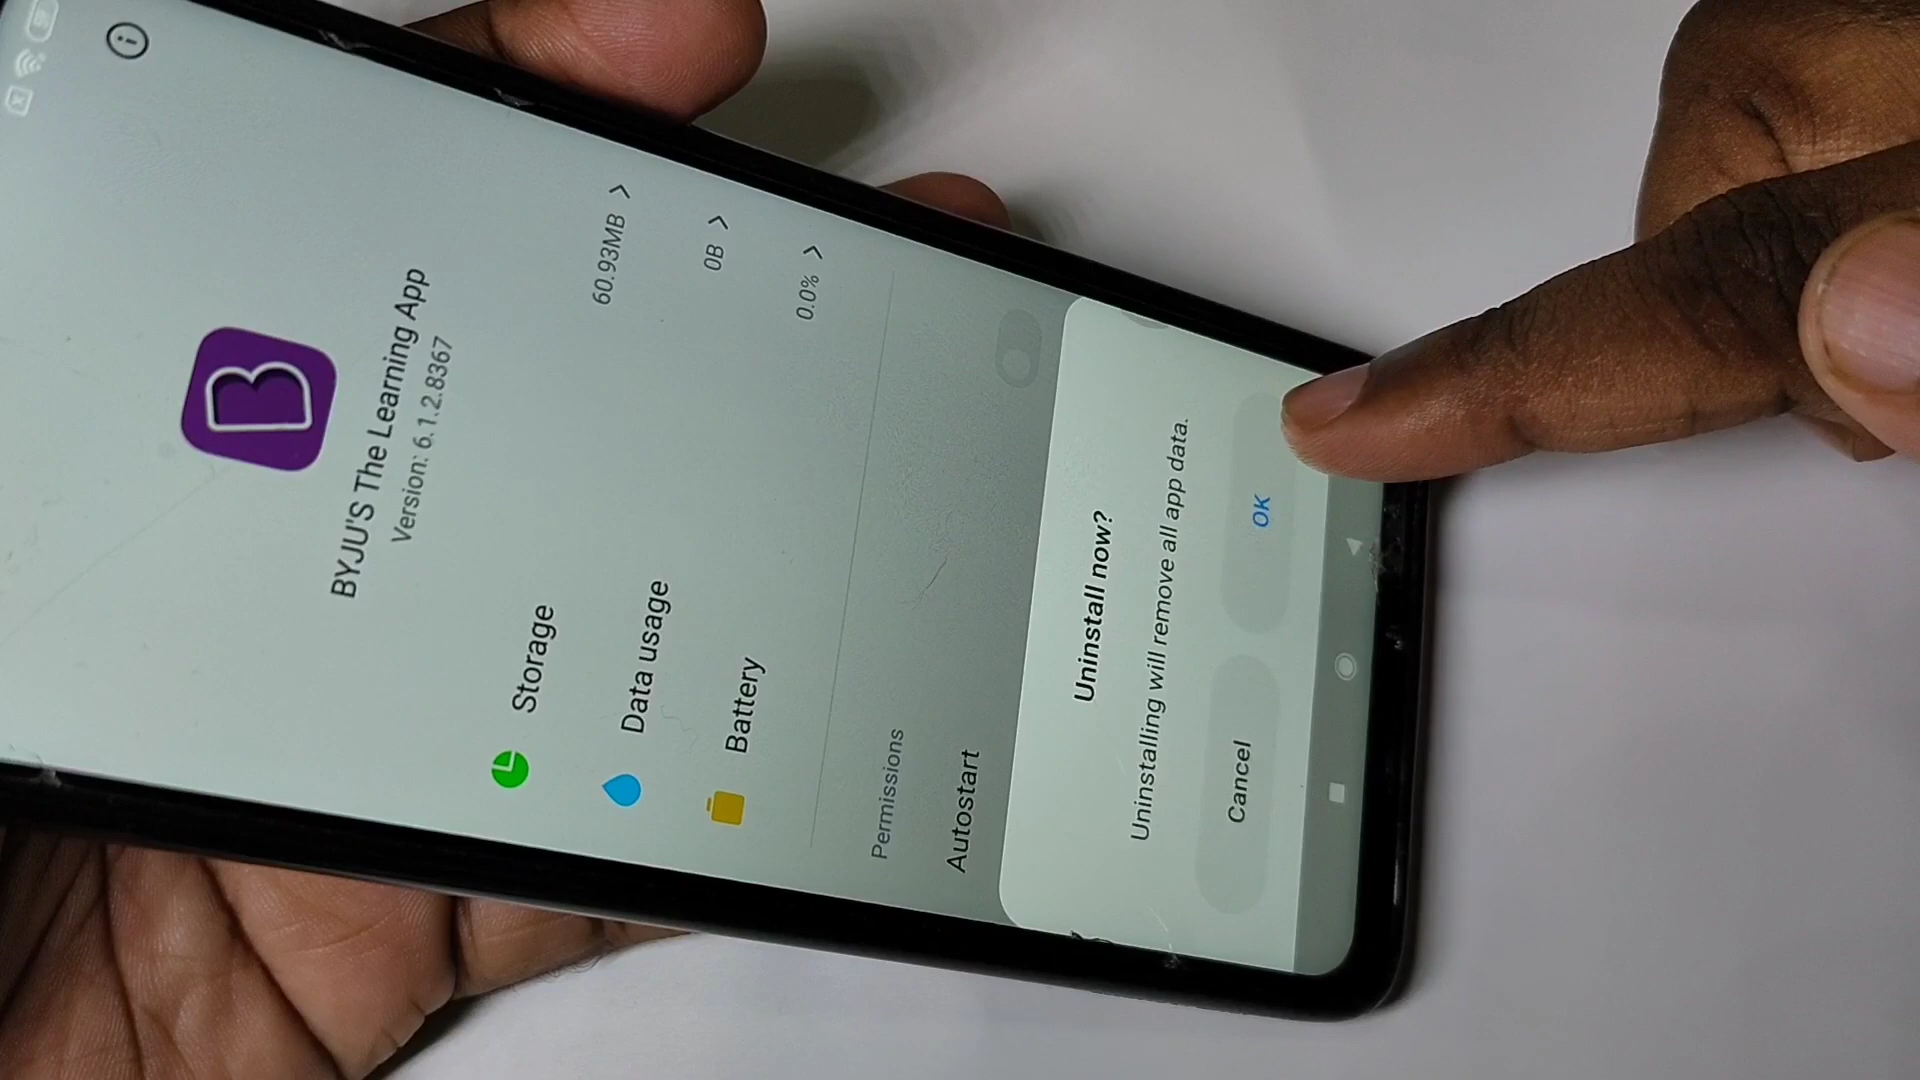 B
BYJU'S The Learning App
Version: 6.1.2.8367
Storage 60.93MB >
Data usage 0B >
Battery 0.0% >
Permissions
Autostart
Uninstall now?
Uninstalling will remove all app data.
Cancel OK